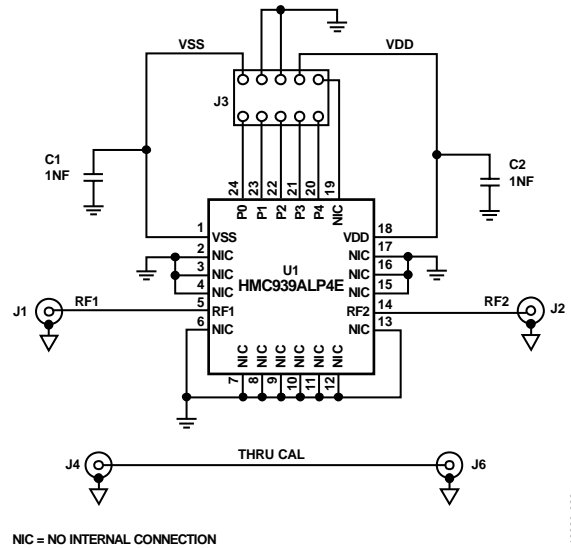 VSS
VDD
J3
C1
1NF
C2
1NF
24
23
22
21
20
19
P0
P1
P2
P3
P4
NIC
1
VSS
VDD
18
2
NIC
NIC
17
3
NIC
U1
NIC
16
4
NIC
HMC939ALP4E
NIC
15
J1
RF1
5
RF1
RF2
14
RF2
J2
6
NIC
NIC
13
NIC
NIC
NIC
NIC
NIC
NIC
7
8
9
10
11
12
J4
THRU CAL
J6
NIC = NO INTERNAL CONNECTION